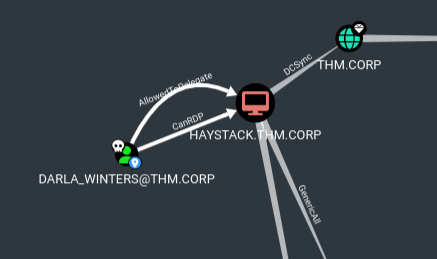 DCSync
THM.CORP
AllowedToDelegate
CanRDP
HAYSTACK.THM.CORP
DARLA_WINTERS@THM.CORP
GenericAll